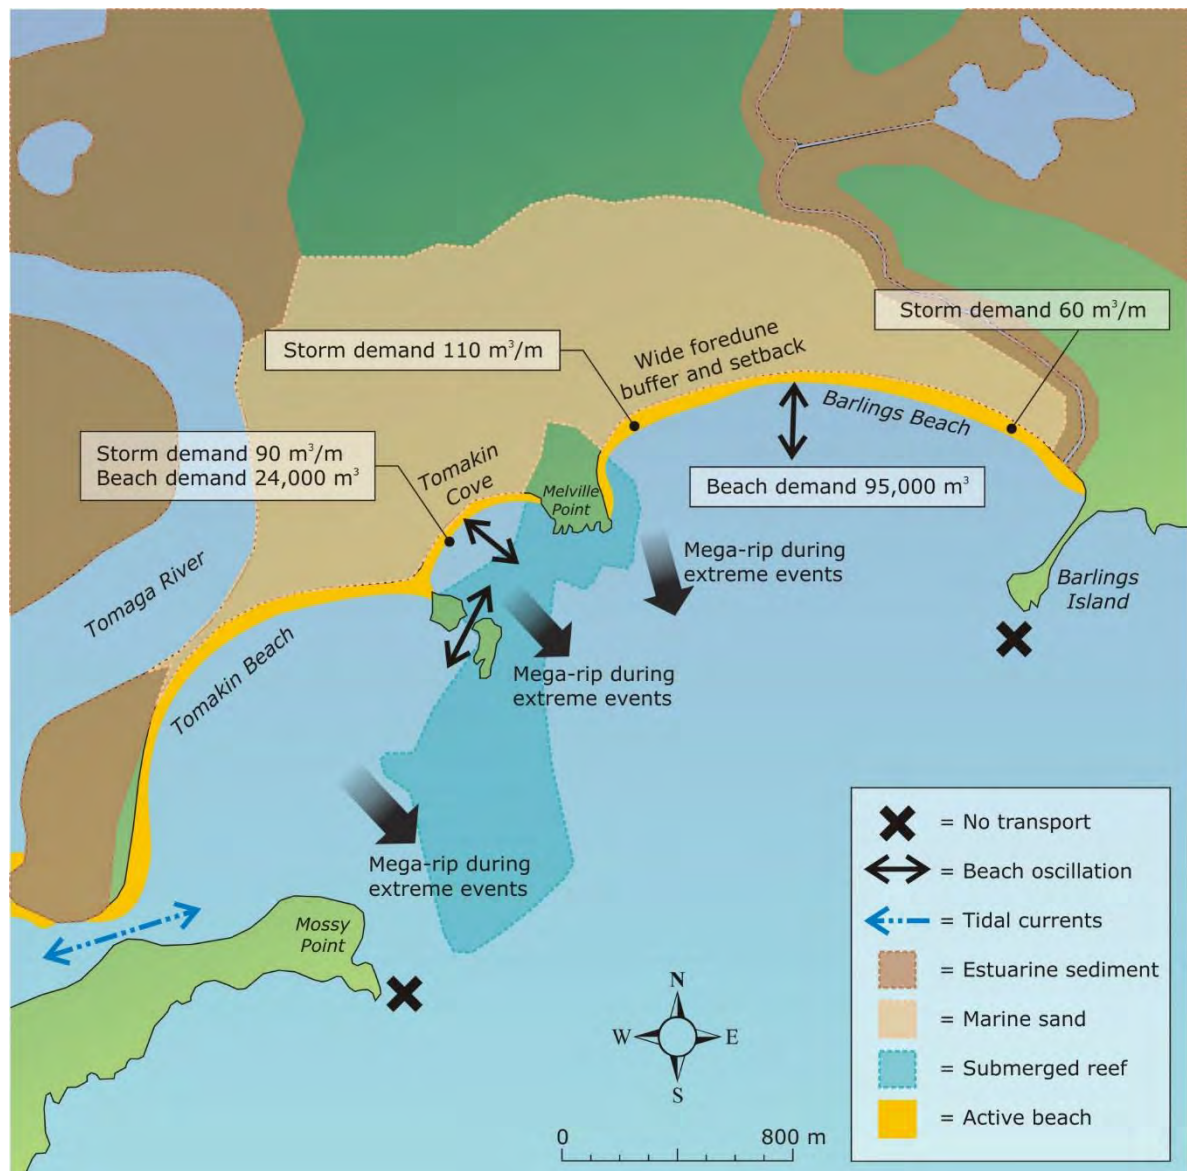 Storm demand 60 m³/m
Storm demand 110 m³/m
Wide foredune
buffer and setback
Barlings Beach
Storm demand 90 m³/m
Beach demand 24,000 m³
Tomakin
Cove
Melville
Point
Beach demand 95,000 m³
Mega-rip during
extreme events
Barlings
Island
Tomaga River
Tomakin Beach
Mega-rip during
extreme events
Mega-rip during
extreme events
Mossy
Point
N
W
E
S
0
800 m
= No transport
= Beach oscillation
= Tidal currents
= Estuarine sediment
= Marine sand
= Submerged reef
= Active beach